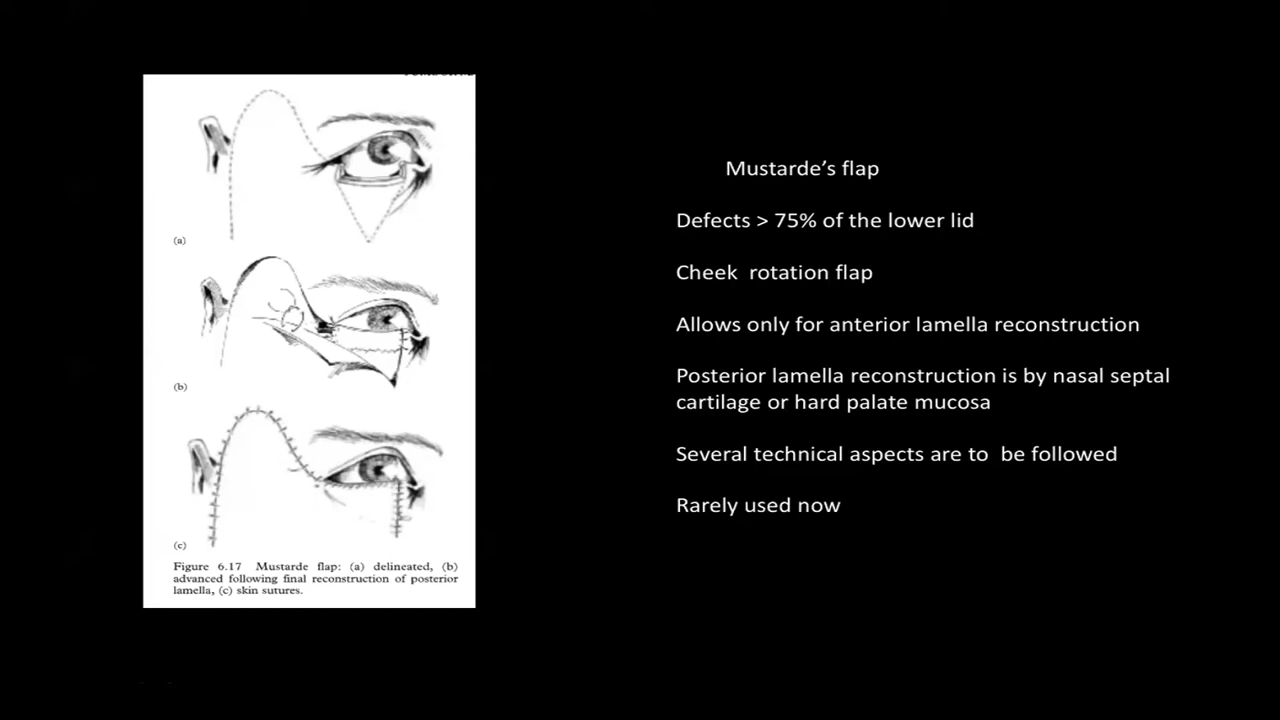 (a)
(b)
(c)
Figure 6.17 Mustarde flap: (a) delineated, (b)
advanced following final reconstruction of posterior
lamella, (c) skin sutures.
Mustarde’s flap
Defects > 75% of the lower lid
Cheek rotation flap
Allows only for anterior lamella reconstruction
Posterior lamella reconstruction is by nasal septal
cartilage or hard palate mucosa
Several technical aspects are to be followed
Rarely used now